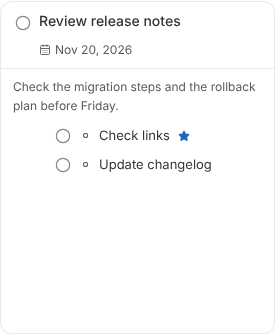 Review release notes
Nov 20, 2026
Check the migration steps and the rollback
plan before Friday.
Check links
Update changelog